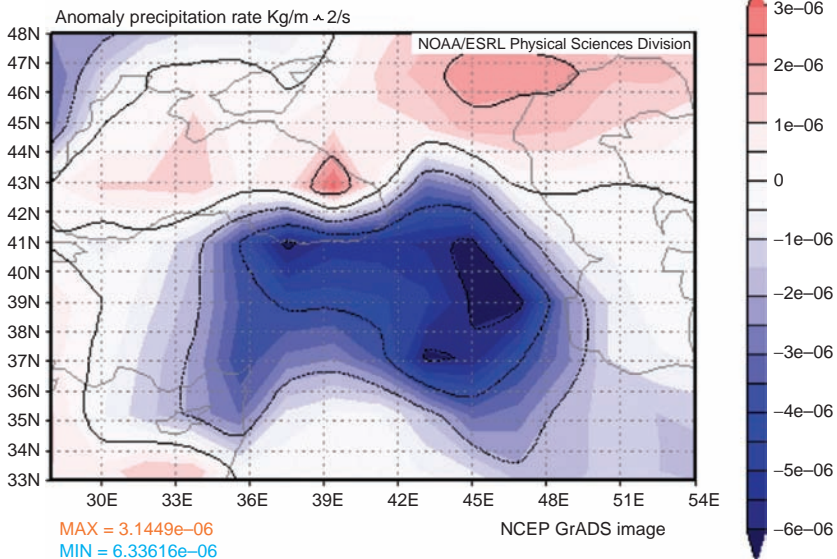 Anomaly precipitation rate Kg/m ^ 2/s
NOAA/ESRL Physical Sciences Division
48N
47N
46N
45N
44N
43N
42N
41N
40N
39N
38N
37N
36N
35N
34N
33N
30E 33E 36E 39E 42E 45E 48E 51E 54E
MAX = 3.1449e–06
MIN = 6.33616e–06
NCEP GrADS image
3e–06
2e–06
1e–06
0
–1e–06
–2e–06
–3e–06
–4e–06
–5e–06
–6e–06